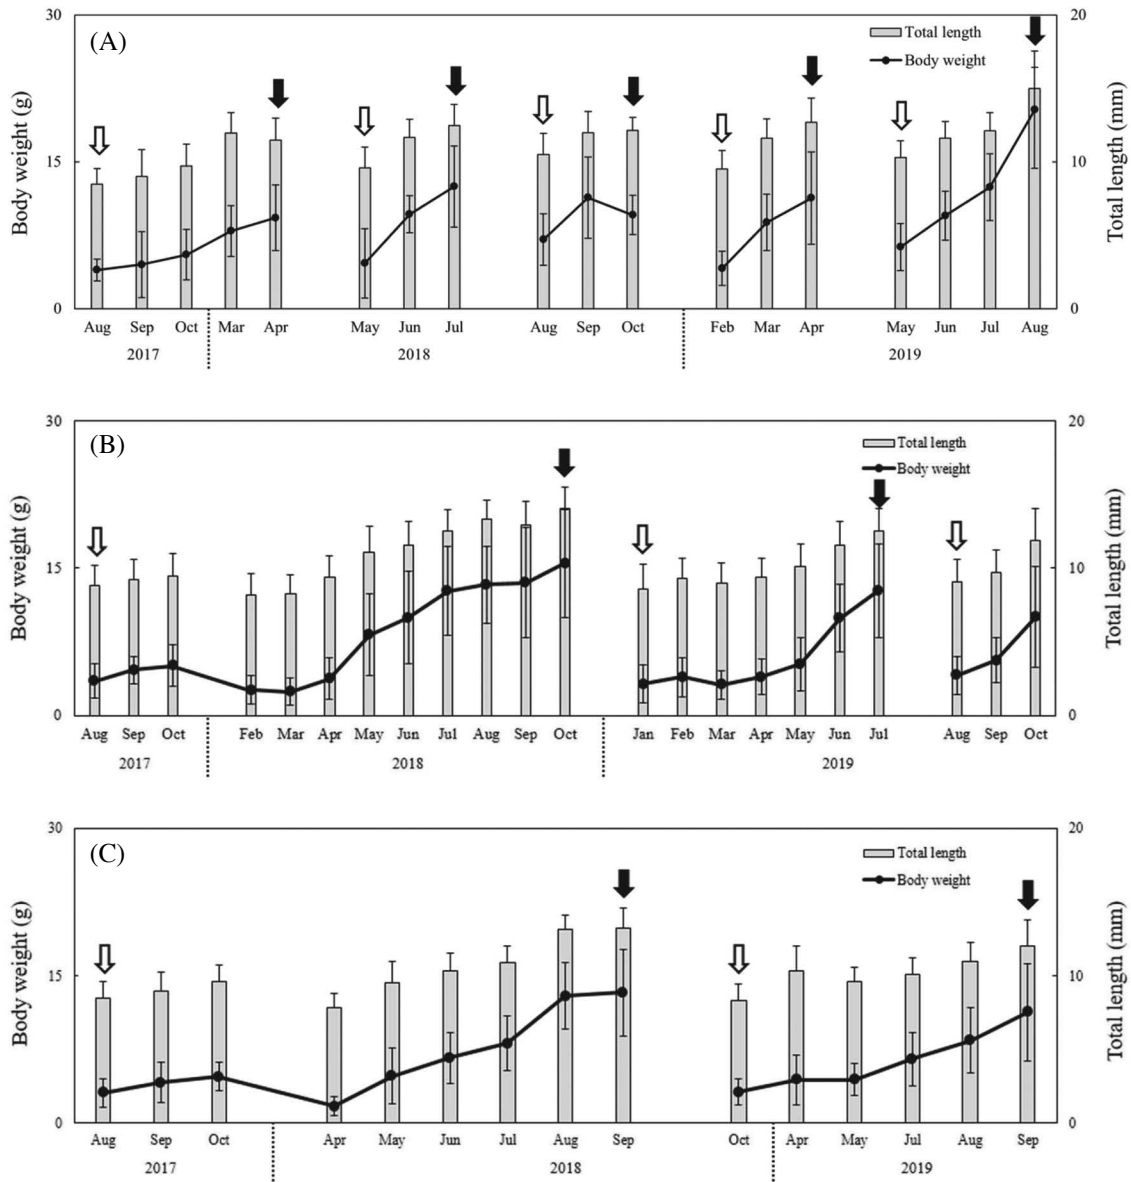 (A)
30
15
0
Body weight (g)
20
10
0
Total length (mm)
Total length
Body weight
Aug Sep Oct Mar Apr May Jun Jul Aug Sep Oct Feb Mar Apr May Jun Jul Aug
2017 2018 2019
(B)
30
15
0
Body weight (g)
20
10
0
Total length (mm)
Total length
Body weight
Aug Sep Oct Feb Mar Apr May Jun Jul Aug Sep Oct Jan Feb Mar Apr May Jun Jul Aug Sep Oct
2017 2018 2019
(C)
30
15
0
Body weight (g)
20
10
0
Total length (mm)
Total length
Body weight
Aug Sep Oct Apr May Jun Jul Aug Sep Oct Apr May Jul Aug Sep
2017 2018 2019